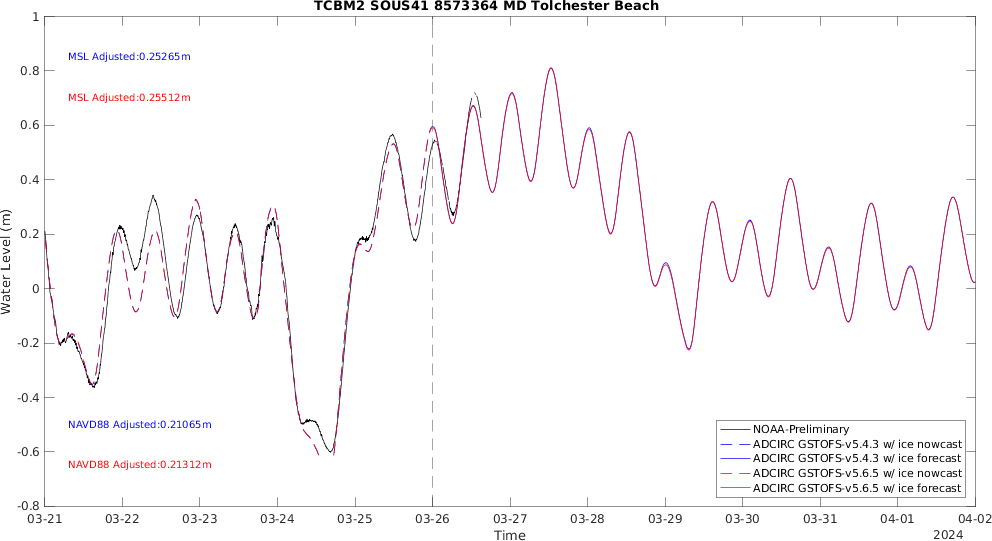 TCBM2 SOUS41 8573364 MD Tolchester Beach
1
0.8
0.6
0.4
0.2
0
-0.2
-0.4
-0.6
-0.8
Water Level (m)
MSL Adjusted:0.25265m
MSL Adjusted:0.25512m
NAVD88 Adjusted:0.21065m
NAVD88 Adjusted:0.21312m
NOAA-Preliminary
ADCIRC GSTOFS-v5.4.3 w/ ice nowcast
ADCIRC GSTOFS-v5.4.3 w/ ice forecast
ADCIRC GSTOFS-v5.6.5 w/ ice nowcast
ADCIRC GSTOFS-v5.6.5 w/ ice forecast
03-21 03-22 03-23 03-24 03-25 03-26 03-27 03-28 03-29 03-30 03-31 04-01 04-02
Time
2024